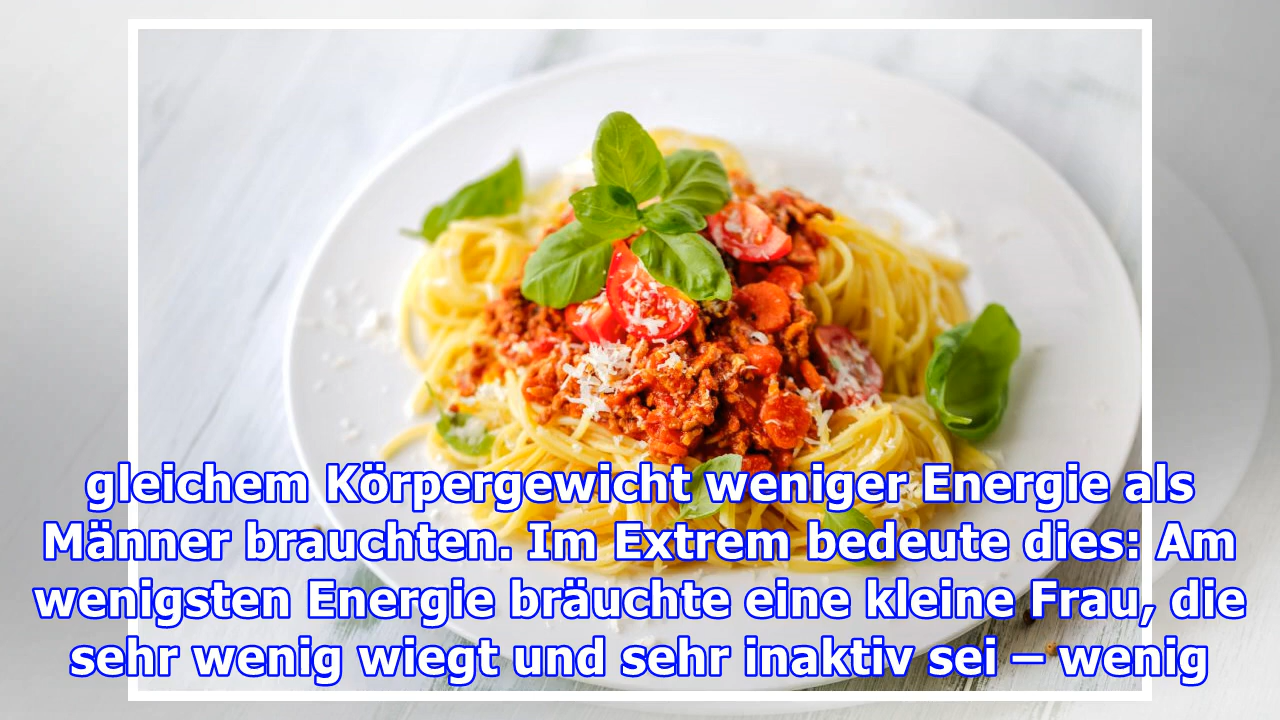 gleichem Körpergewicht weniger Energie als
Männer brauchten. Im Extrem bedeute dies: Am
wenigsten Energie bräuchte eine kleine Frau, die
sehr wenig wiegt und sehr inaktiv sei – wenig